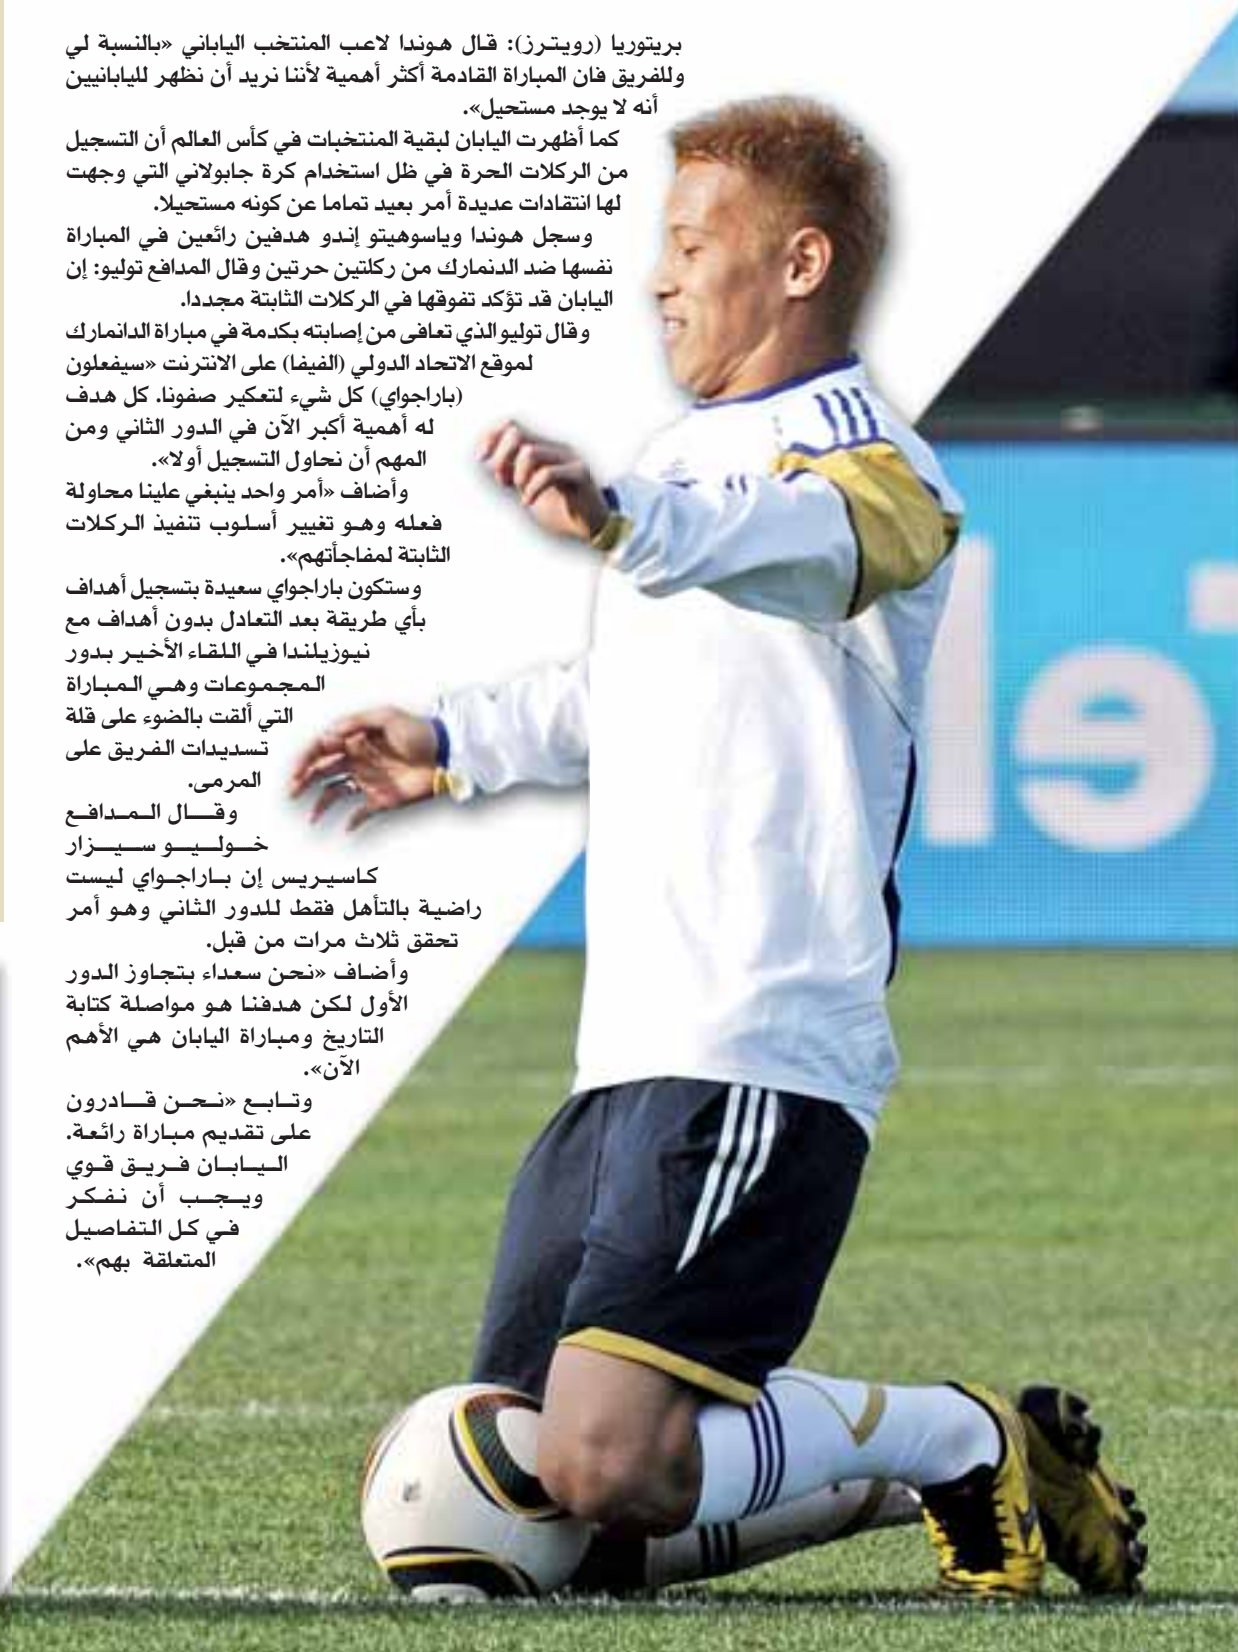 بريتوريا (رويترز): قال هوندا لاعب المنتخب الياباني «بالنسبة لي
وللفريق فان المباراة القادمة أكثر أهمية لأننا نريد أن نظهر لليابانيين
أنه لا يوجد مستحيل».
كما أظهرت اليابان لبقية المنتخبات في كأس العالم أن التسجيل
من الركلات الحرة في ظل استخدام كرة جابولاني التي وجهت
لها انتقادات عديدة أمر بعيد تماما عن كونه مستحيلا.
وسجل هوندا وياسوهيتو إندو هدفين رائعين في المباراة
نفسها ضد الدنمارك من ركلتين حرتين وقال المدافع توليو: إن
اليابان قد تؤكد تفوقها في الركلات الثابتة مجددا.
وقال توليو الذي تعافى من إصابته بكدمة في مباراة الدانمارك
لموقع الاتحاد الدولي (الفيفا) على الانترنت «سيفعلون
(باراجواي) كل شيء لتعكير صفونا. كل هدف
له أهمية أكبر الآن في الدور الثاني ومن
المهم أن نحاول التسجيل أولا».
وأضاف «أمر واحد ينبغي علينا محاولة
فعله وهو تغيير أسلوب تنفيذ الركلات
الثابتة لمفاجأتهم».
وستكون باراجواي سعيدة بتسجيل أهداف
بأي طريقة بعد التعادل بدون أهداف مع
نيوزيلندا في اللقاء الأخير بدور
المجموعات وهي المباراة
التي ألقت بالضوء على قلة
تسديدات الفريق على
المرمى.
وقال المدافع
خوليو سيزار
كاسيريس إن باراجواي ليست
راضية بالتأهل فقط للدور الثاني وهو أمر
تحقق ثلاث مرات من قبل.
وأضاف «نحن سعداء بتجاوز الدور
الأول لكن هدفنا هو مواصلة كتابة
التاريخ ومباراة اليابان هي الأهم
الآن».
وتابع «نحن قادرون
على تقديم مباراة رائعة.
اليابان فريق قوي
ويجب أن نفكر
في كل التفاصيل
المتعلقة بهم».